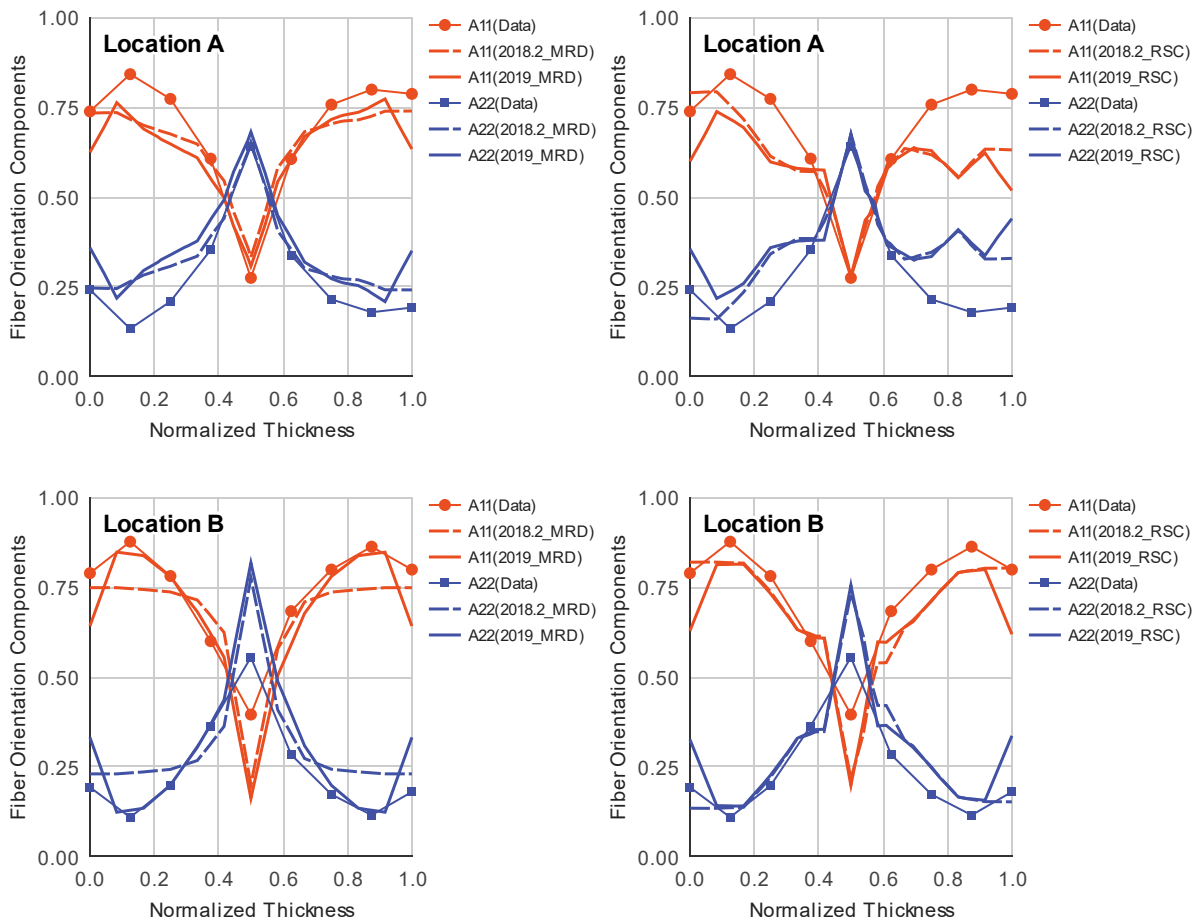 Location A
Fiber Orientation Components
1.00
0.75
0.50
0.25
0.00
0.0 0.2 0.4 0.6 0.8 1.0
Normalized Thickness
A11(Data)
A11(2018.2_MRD)
A11(2019_MRD)
A22(Data)
A22(2018.2_MRD)
A22(2019_MRD)
Location A
Fiber Orientation Components
1.00
0.75
0.50
0.25
0.00
0.0 0.2 0.4 0.6 0.8 1.0
Normalized Thickness
A11(Data)
A11(2018.2_RSC)
A11(2019_RSC)
A22(Data)
A22(2018.2_RSC)
A22(2019_RSC)
Location B
Fiber Orientation Components
1.00
0.75
0.50
0.25
0.00
0.0 0.2 0.4 0.6 0.8 1.0
Normalized Thickness
A11(Data)
A11(2018.2_MRD)
A11(2019_MRD)
A22(Data)
A22(2018.2_MRD)
A22(2019_MRD)
Location B
Fiber Orientation Components
1.00
0.75
0.50
0.25
0.00
0.0 0.2 0.4 0.6 0.8 1.0
Normalized Thickness
A11(Data)
A11(2018.2_RSC)
A11(2019_RSC)
A22(Data)
A22(2018.2_RSC)
A22(2019_RSC)